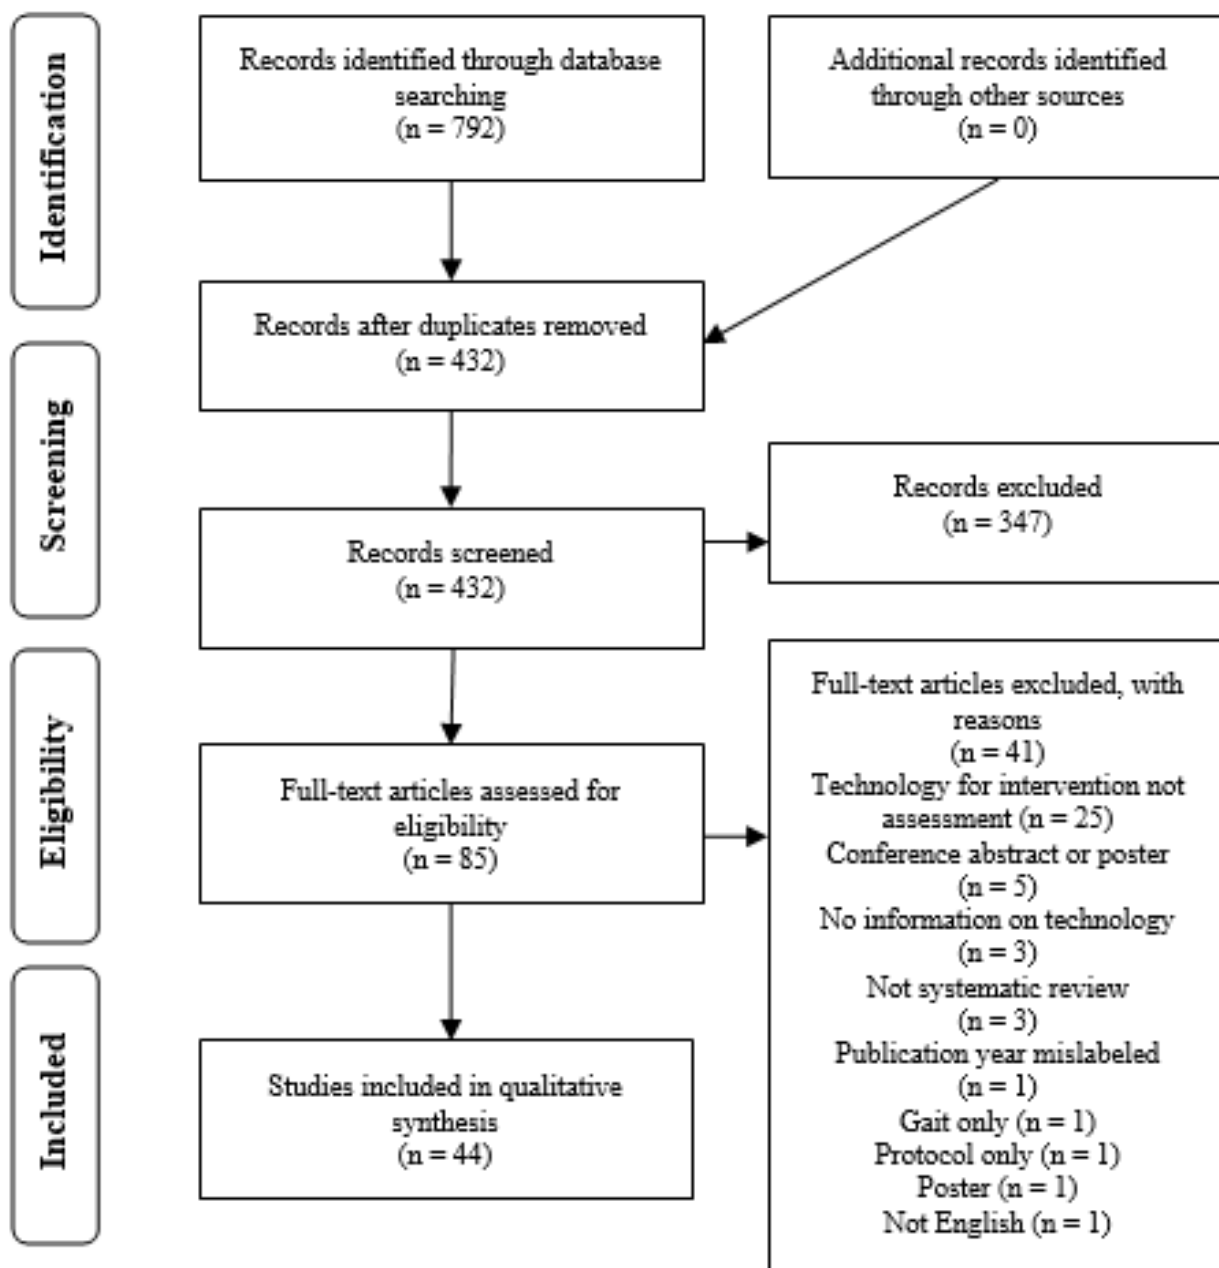 Identification
Records identified through database
searching
(n = 792)
Additional records identified
through other sources
(n = 0)
Screening
Records after duplicates removed
(n = 432)
Records screened
(n = 432)
Records excluded
(n = 347)
Eligibility
Full-text articles assessed for
eligibility
(n = 85)
Full-text articles excluded, with
reasons
(n = 41)
Technology for intervention not
assessment (n = 25)
Conference abstract or poster
(n = 5)
No information on technology
(n = 3)
Not systematic review
(n = 3)
Publication year mislabeled
(n = 1)
Gait only (n = 1)
Protocol only (n = 1)
Poster (n = 1)
Not English (n = 1)
Included
Studies included in qualitative
synthesis
(n = 44)